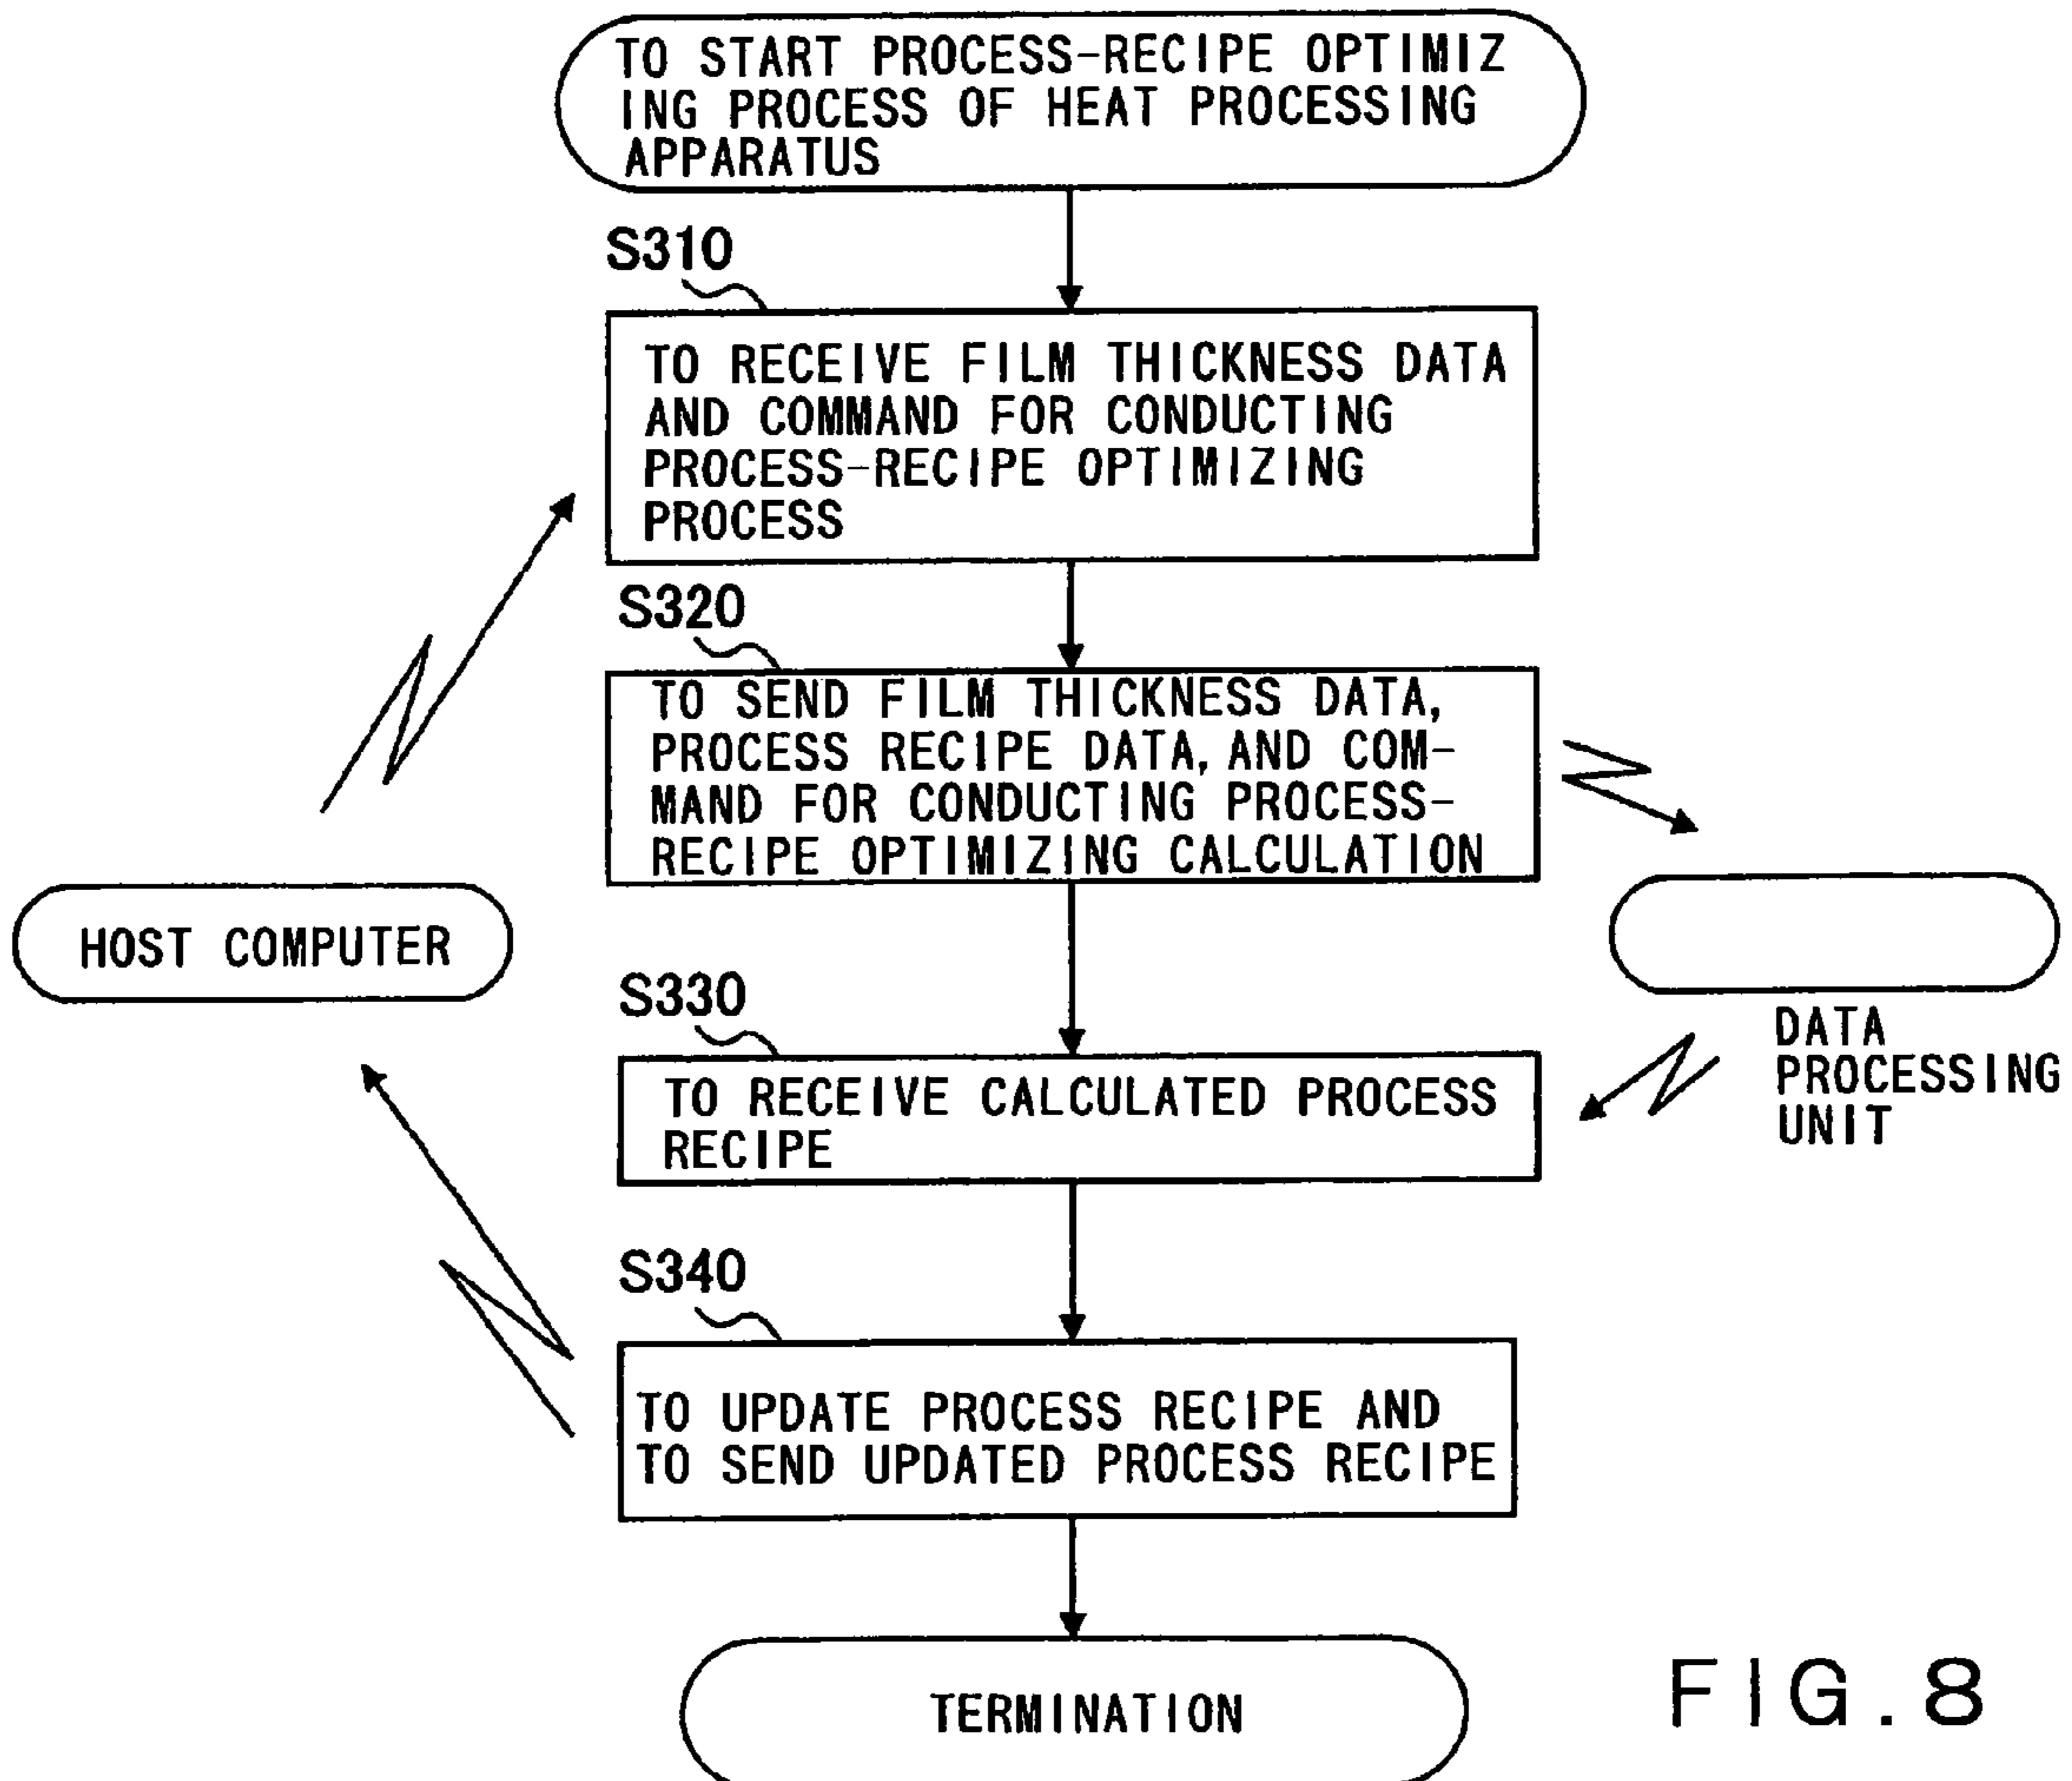 TO START PROCESS-RECIPE OPTIMIZ
ING PROCESS OF HEAT PROCESSING
APPARATUS
S310
TO RECEIVE FILM THICKNESS DATA
AND COMMAND FOR CONDUCTING
PROCESS-RECIPE OPTIMIZING
PROCESS
S320
TO SEND FILM THICKNESS DATA,
PROCESS RECIPE DATA, AND COM-
MAND FOR CONDUCTING PROCESS-
RECIPE OPTIMIZING CALCULATION
HOST COMPUTER
DATA
PROCESSING
UNIT
S330
TO RECEIVE CALCULATED PROCESS
RECIPE
S340
TO UPDATE PROCESS RECIPE AND
TO SEND UPDATED PROCESS RECIPE
TERMINATION
FIG.8